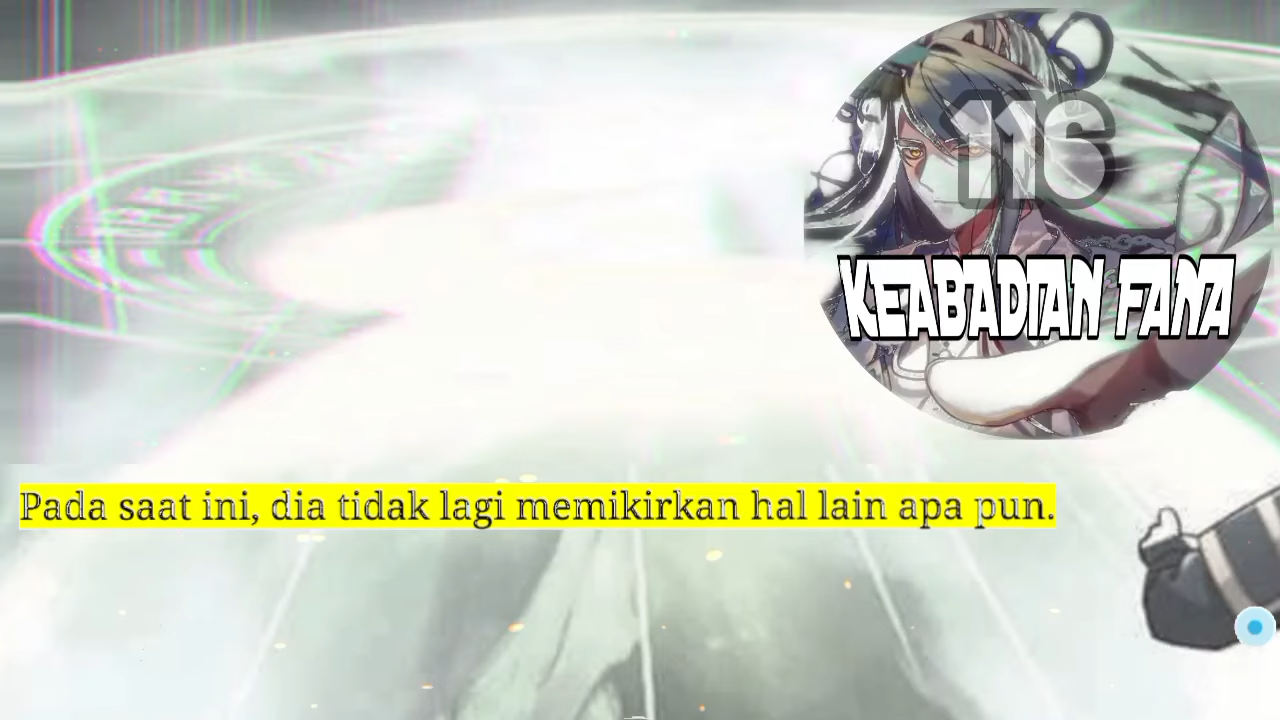 116
KEABADIAN FANA
Pada saat ini, dia tidak lagi memikirkan hal lain apa pun.